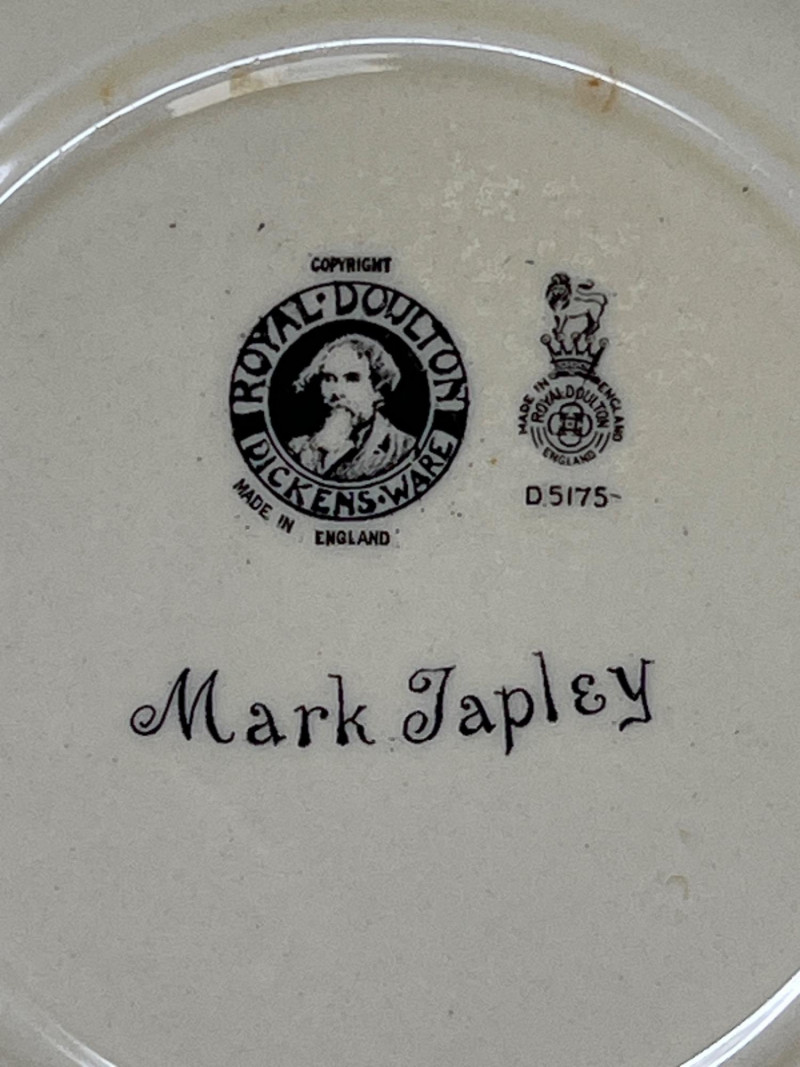 COPYRIGHT
ROYAL·DOULTON
DICKENS·WARE
MADE IN ENGLAND
MADE IN ENGLAND
ROYAL DOULTON
ENGLAND
D5175
Mark Tapley